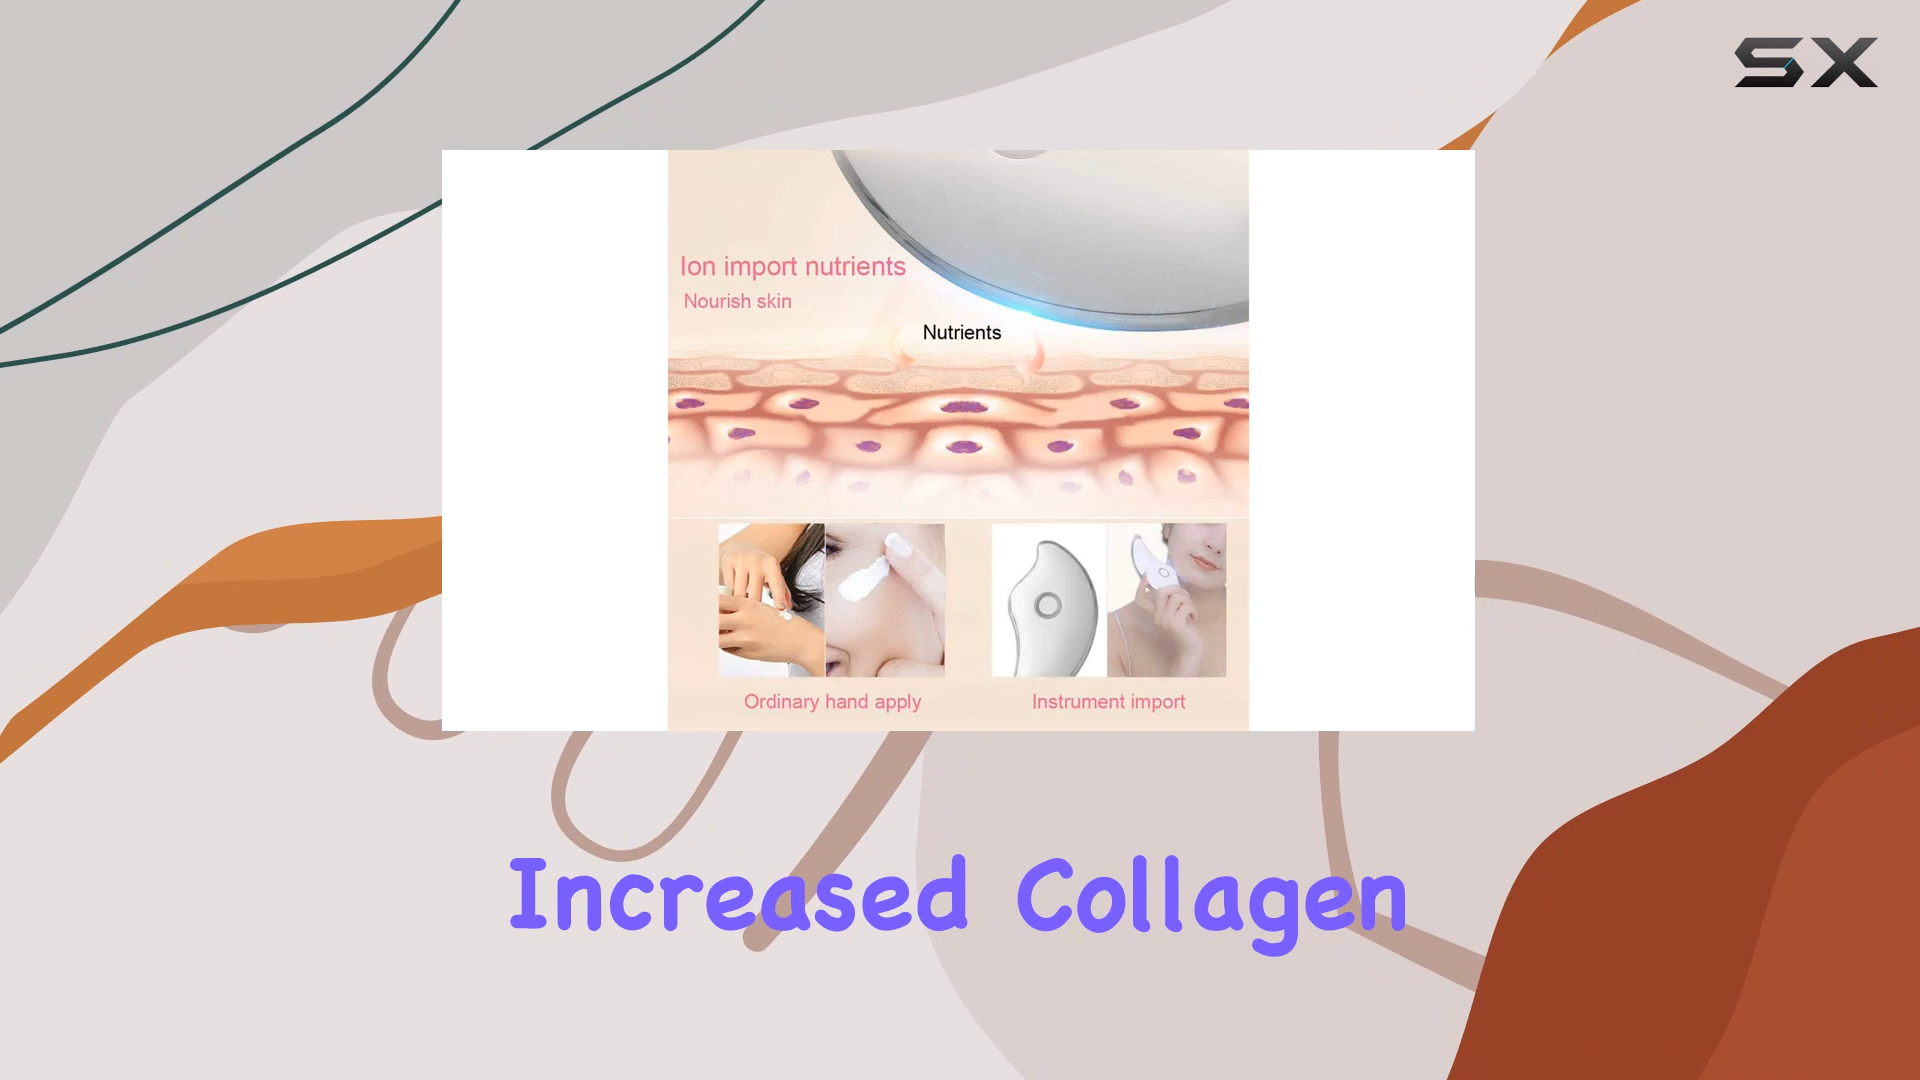 SX
Ion import nutrients
Nourish skin
Nutrients
Ordinary hand apply
Instrument import
Increased Collagen